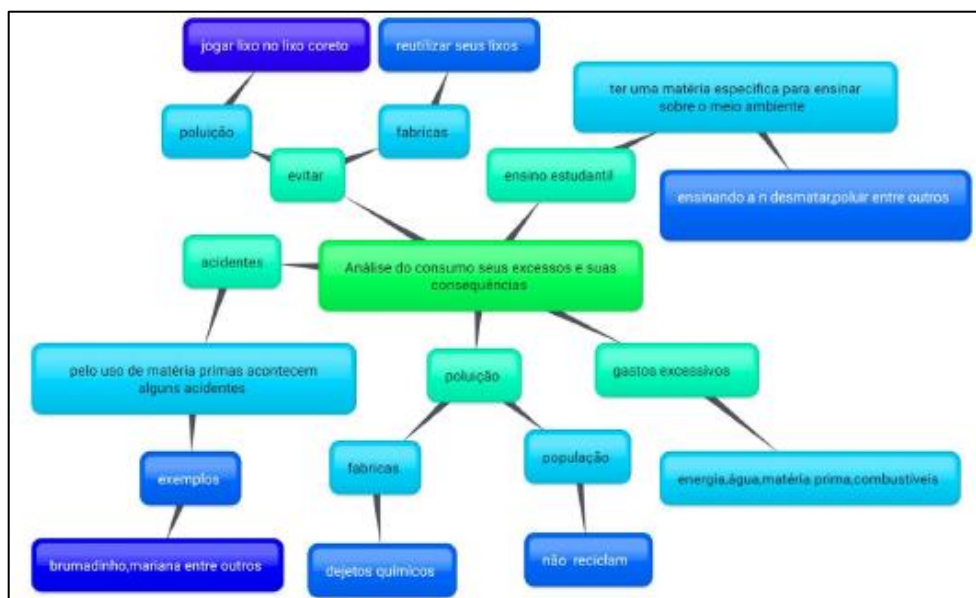 jogar lixo no lixo coreto
reutilizar seus lixos
ter uma matéria especifica para ensinar
sobre o meio ambiente
poluição
fabricas
evitar
ensino estudantil
ensinando a n desmatar,poluir entre outros
acidentes
Análise do consumo seus excessos e suas
consequências
pelo uso de matéria primas acontecem
alguns acidentes
poluição
gastos excessivos
exemplos
fabricas
população
energia,água,matéria prima,combustíveis
brumadinho,mariana entre outros
dejetos químicos
não reciclam